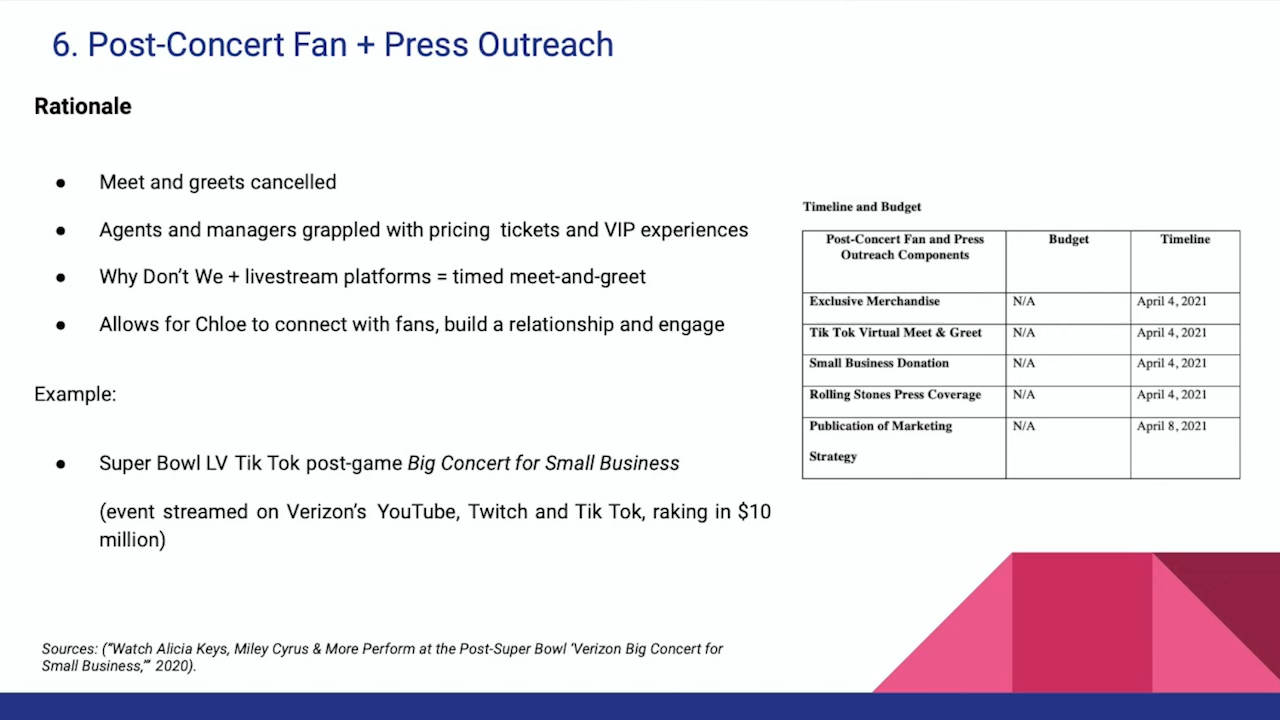 6. Post-Concert Fan + Press Outreach
Rationale
● Meet and greets cancelled
● Agents and managers grappled with pricing tickets and VIP experiences
● Why Don’t We + livestream platforms = timed meet-and-greet
● Allows for Chloe to connect with fans, build a relationship and engage
Example:
● Super Bowl LV Tik Tok post-game Big Concert for Small Business
(event streamed on Verizon’s YouTube, Twitch and Tik Tok, raking in $10
million)
Sources: (“Watch Alicia Keys, Miley Cyrus & More Perform at the Post-Super Bowl ‘Verizon Big Concert for
Small Business,’” 2020).
Timeline and Budget
Post-Concert Fan and Press
Outreach Components
Budget
Timeline
Exclusive Merchandise N/A April 4, 2021
Tik Tok Virtual Meet & Greet N/A April 4, 2021
Small Business Donation N/A April 4, 2021
Rolling Stones Press Coverage N/A April 4, 2021
Publication of Marketing N/A April 8, 2021
Strategy